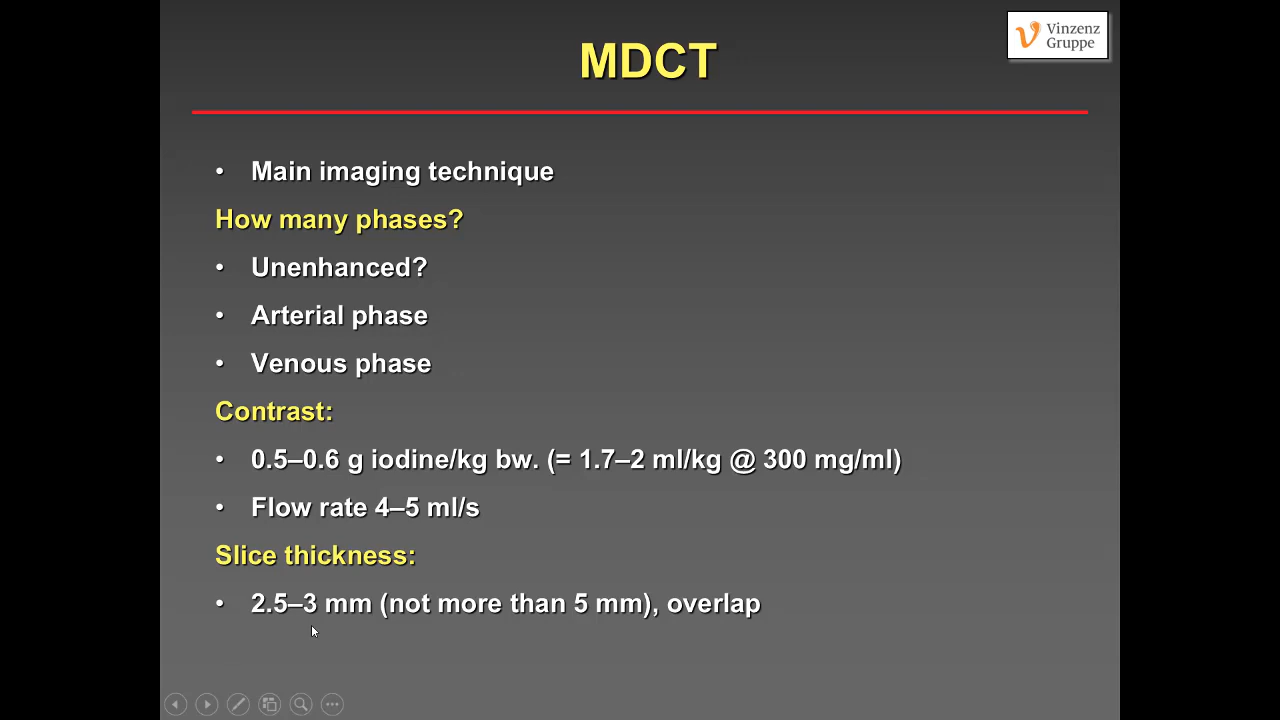 Vinzenz
Gruppe
MDCT
• Main imaging technique
How many phases?
• Unenhanced?
• Arterial phase
• Venous phase
Contrast:
• 0.5–0.6 g iodine/kg bw. (= 1.7–2 ml/kg @ 300 mg/ml)
• Flow rate 4–5 ml/s
Slice thickness:
• 2.5–3 mm (not more than 5 mm), overlap